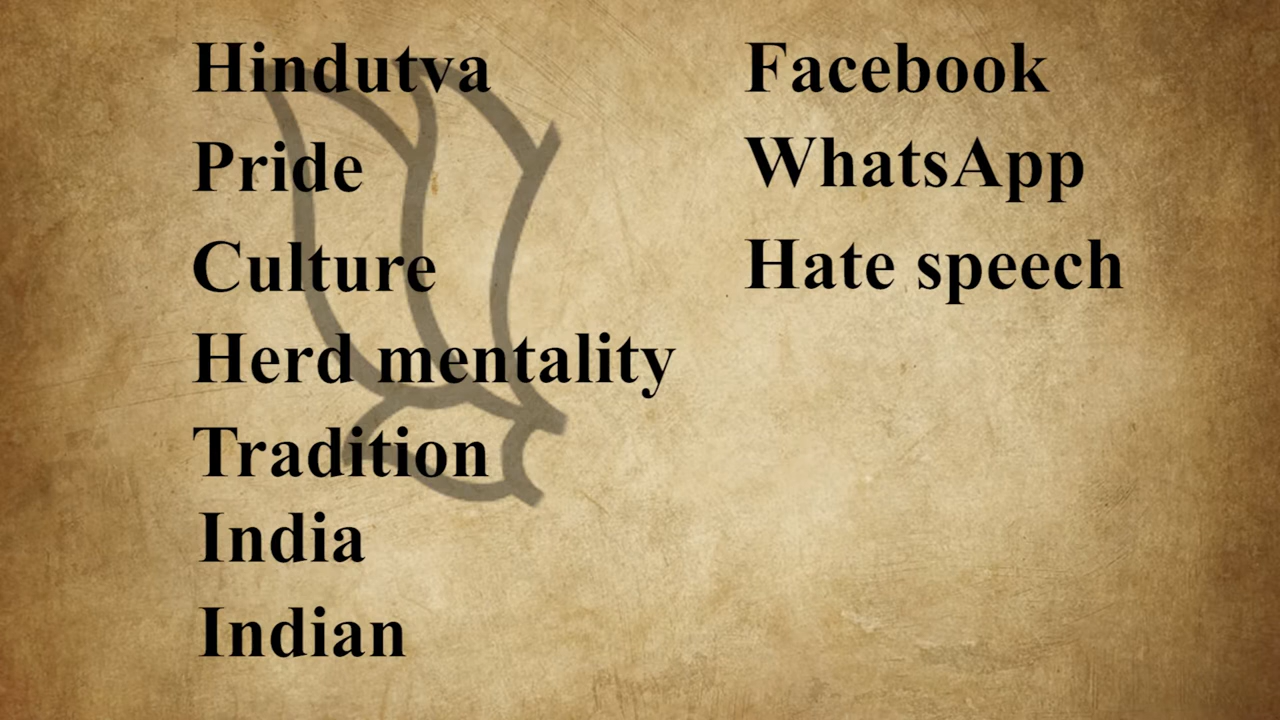 Hindutva
Pride
Culture
Herd mentality
Tradition
India
Indian
Facebook
WhatsApp
Hate speech